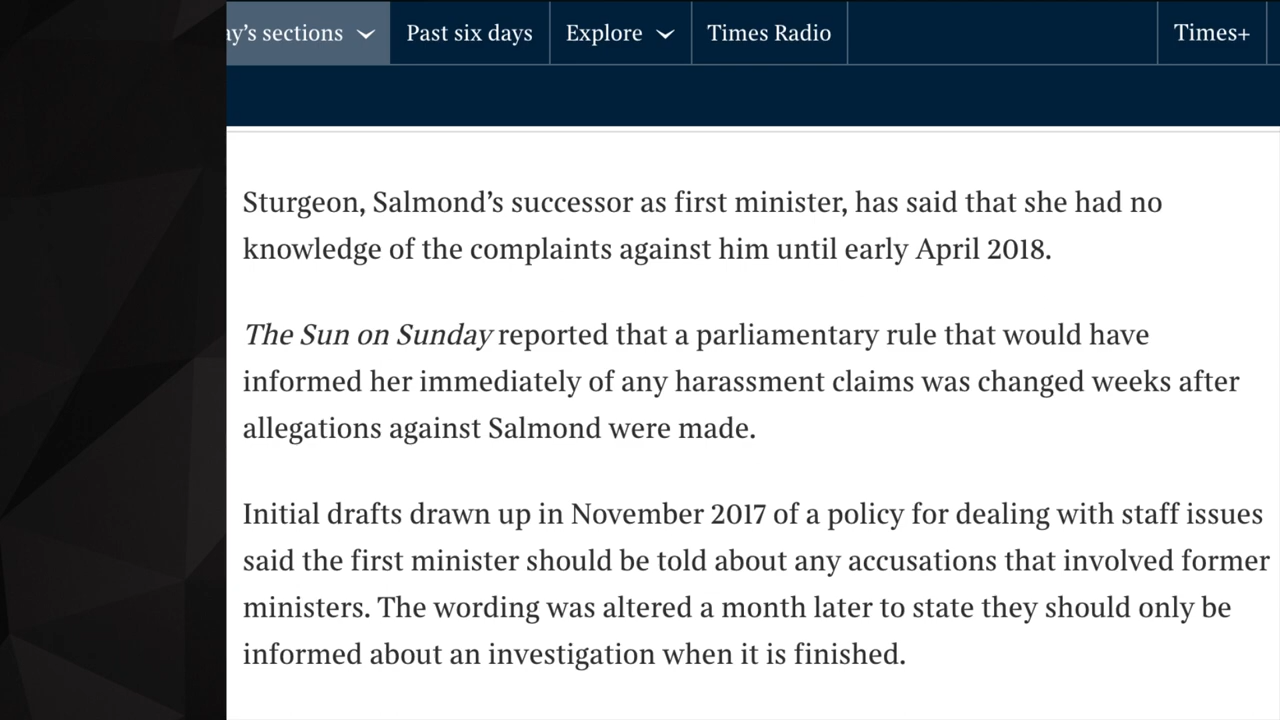 ay's sections Past six days Explore Times Radio Times+
Sturgeon, Salmond’s successor as first minister, has said that she had no
knowledge of the complaints against him until early April 2018.
The Sun on Sunday reported that a parliamentary rule that would have
informed her immediately of any harassment claims was changed weeks after
allegations against Salmond were made.
Initial drafts drawn up in November 2017 of a policy for dealing with staff issues
said the first minister should be told about any accusations that involved former
ministers. The wording was altered a month later to state they should only be
informed about an investigation when it is finished.